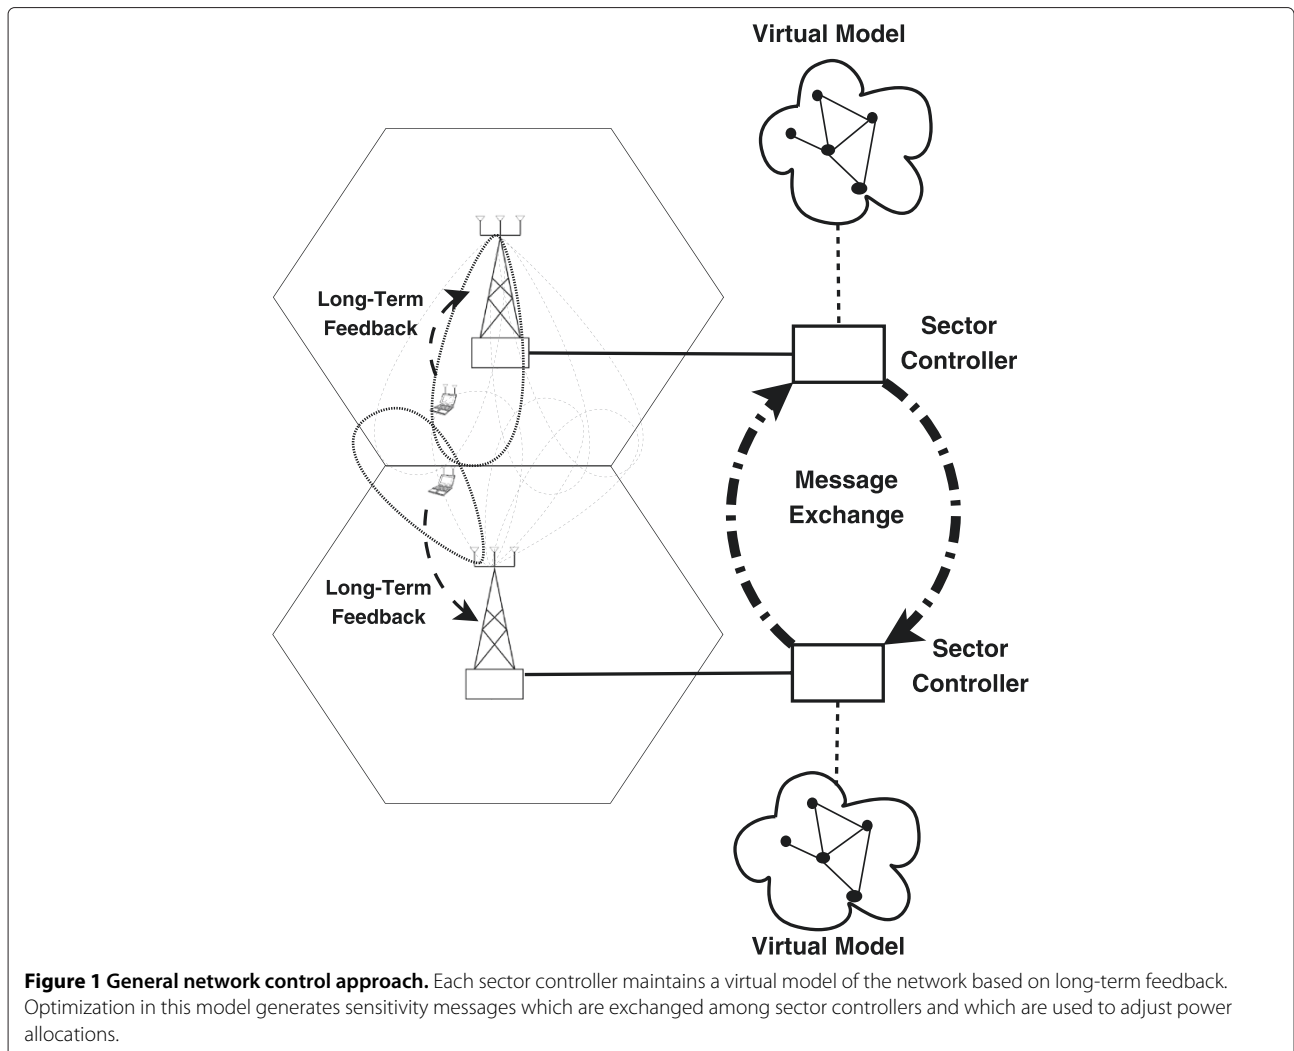 Virtual Model
Long-Term
Feedback
Sector
Controller
Message
Exchange
Long-Term
Feedback
Sector
Controller
Virtual Model
Figure 1 General network control approach. Each sector controller maintains a virtual model of the network based on long-term feedback.
Optimization in this model generates sensitivity messages which are exchanged among sector controllers and which are used to adjust power
allocations.